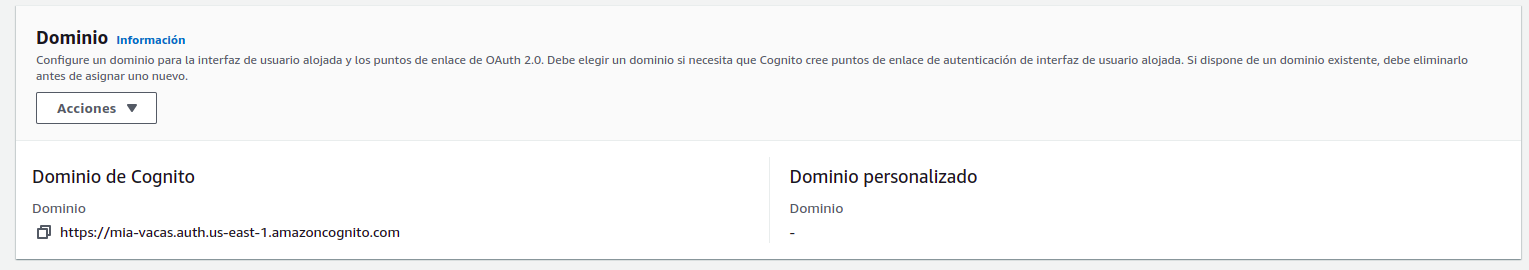 Dominio Información
Configure un dominio para la interfaz de usuario alojada y los puntos de enlace de OAuth 2.0. Debe elegir un dominio si necesita que Cognito cree puntos de enlace de autenticación de interfaz de usuario alojada. Si dispone de un dominio existente, debe eliminarlo
antes de asignar uno nuevo.
Acciones
Dominio de Cognito
Dominio
https://mia-vacas.auth.us-east-1.amazoncognito.com
Dominio personalizado
Dominio
-